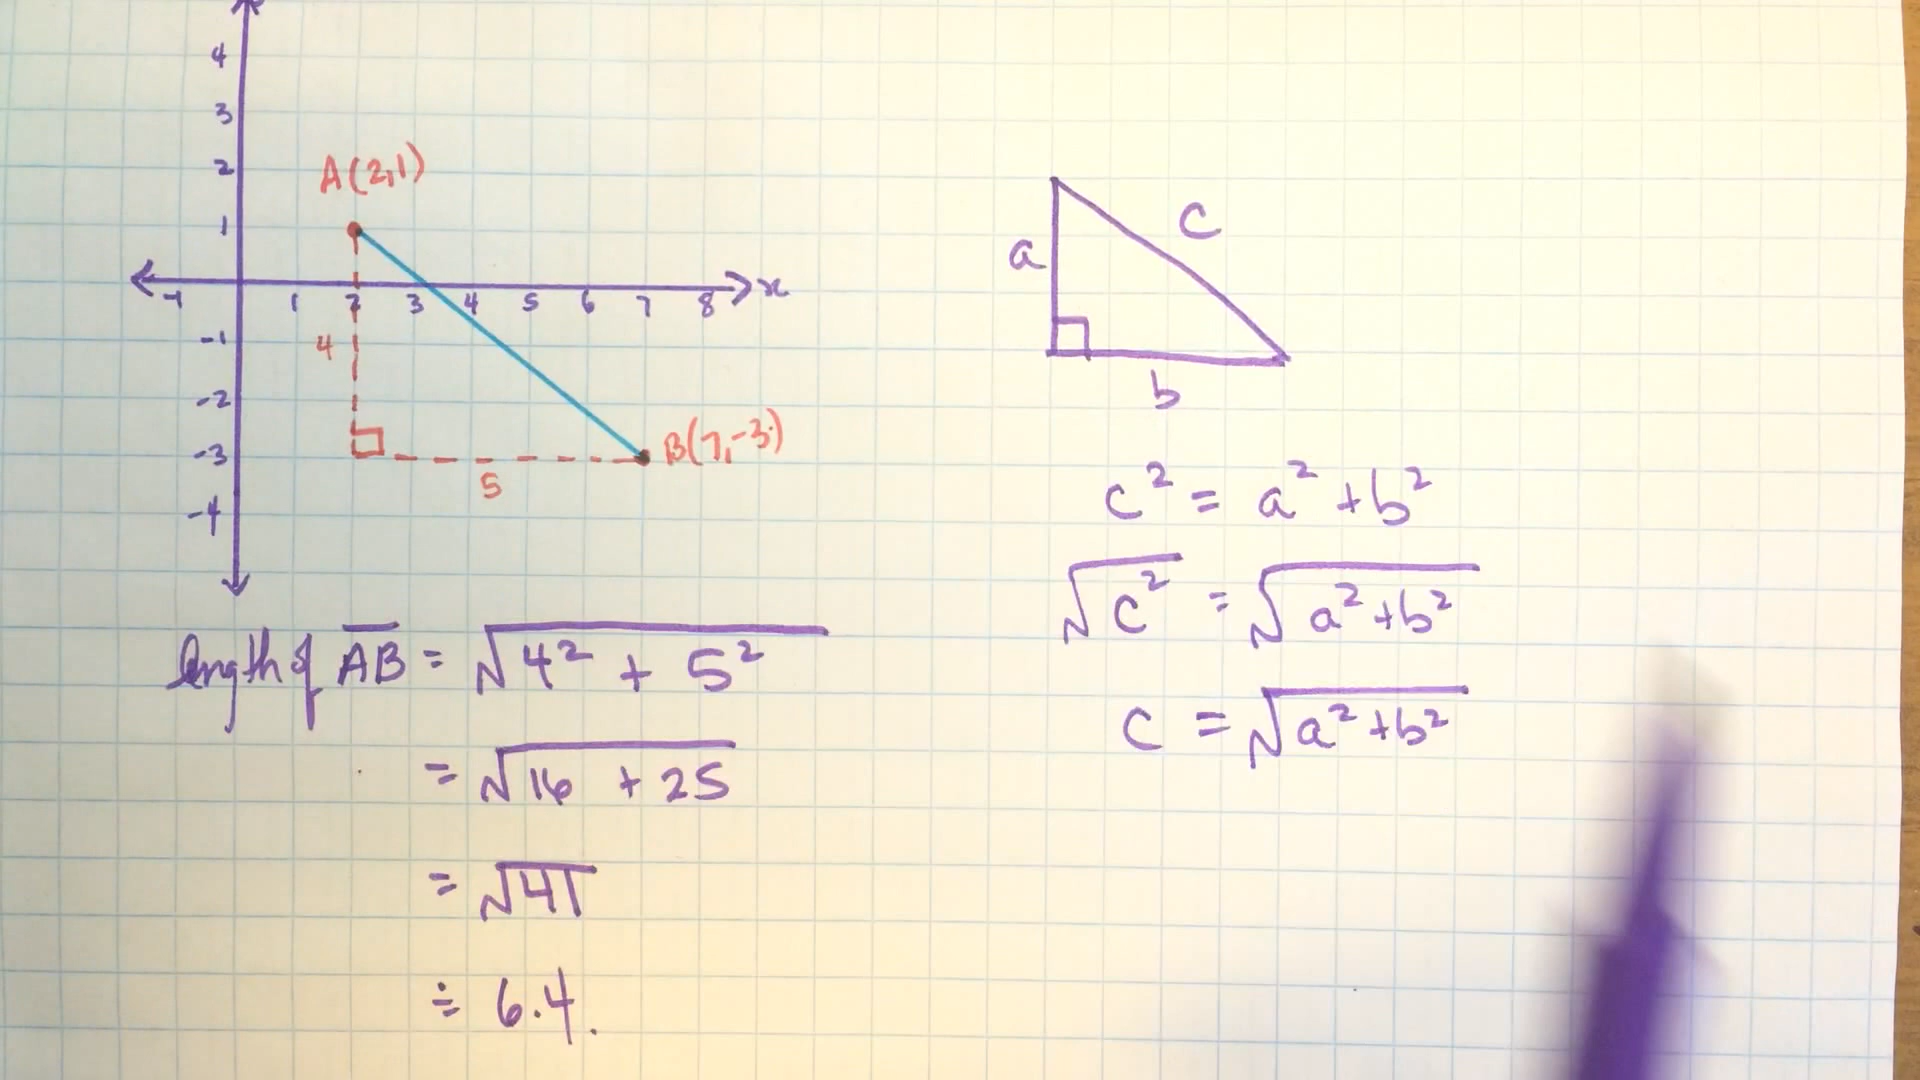 4
3
2
A(2,1)
1
-1 1 2 3 4 5 6 7 8 x
-1
4
-2
-3
B(7,-3)
5
-4
length of AB = √4² + 5²
= √16 + 25
= √41
≑ 6.4.
a
c
b
c² = a² + b²
√c² = √a² + b²
c = √a² + b²